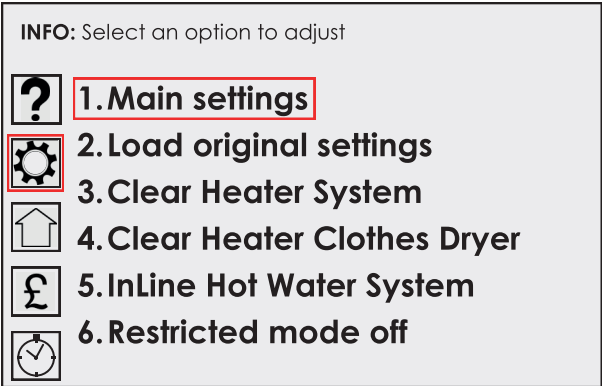 INFO: Select an option to adjust
? 1. Main settings
2. Load original settings
3. Clear Heater System
4. Clear Heater Clothes Dryer
£ 5. InLine Hot Water System
6. Restricted mode off